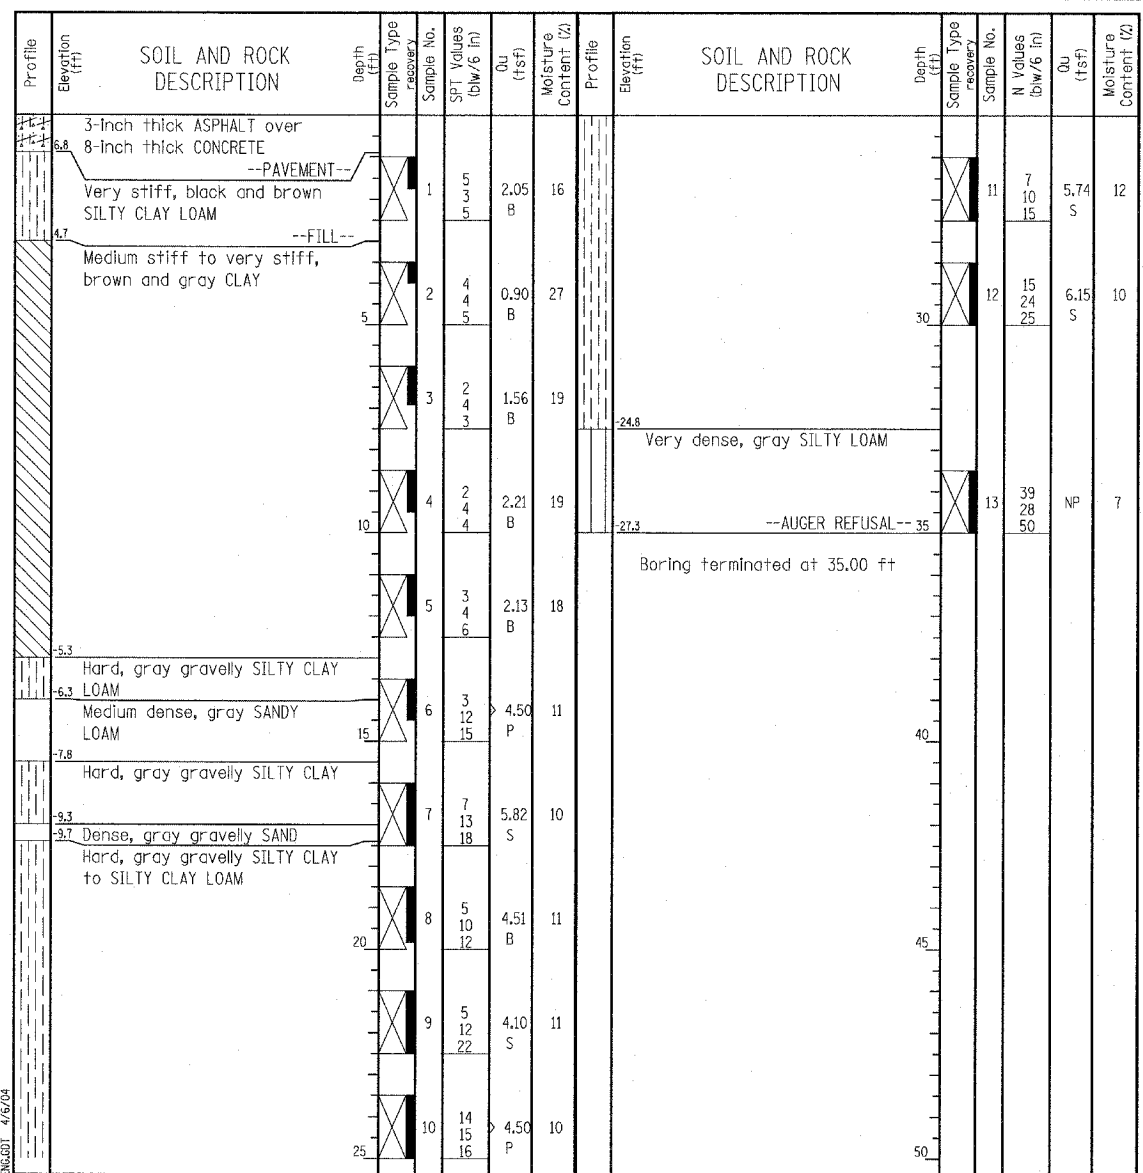 Profile
Elevation (ft)
SOIL AND ROCK
DESCRIPTION
Depth (ft)
Sample Type
recovery
Sample No.
SPT Values
(blw/6 in)
Qu
(tsf)
Moisture
Content (%)
3-inch thick ASPHALT over
6.8 8-inch thick CONCRETE
--PAVEMENT--
Very stiff, black and brown
SILTY CLAY LOAM
1
5
3
5
2.05
B
16
4.7
--FILL--
Medium stiff to very stiff,
brown and gray CLAY
2
4
4
5
0.90
B
27
5
3
2
4
3
1.56
B
19
4
2
4
4
2.21
B
19
10
5
3
4
6
2.13
B
18
-5.3
Hard, gray gravelly SILTY CLAY
-6.3 LOAM
Medium dense, gray SANDY
LOAM
6
3
12
15
> 4.50
P
11
15
-7.8
Hard, gray gravelly SILTY CLAY
7
7
13
18
5.82
S
10
-9.3
-9.7 Dense, gray gravelly SAND
Hard, gray gravelly SILTY CLAY
to SILTY CLAY LOAM
8
5
10
12
4.51
B
11
20
9
5
12
22
4.10
S
11
10
14
15
16
> 4.50
P
10
25
Profile
Elevation (ft)
SOIL AND ROCK
DESCRIPTION
Depth (ft)
Sample Type
recovery
Sample No.
N Values
(blw/6 in)
Qu
(tsf)
Moisture
Content (%)
11
7
10
15
5.74
S
12
12
15
24
25
6.15
S
10
30
-24.8
Very dense, gray SILTY LOAM
13
39
28
50
NP
7
-27.3
--AUGER REFUSAL-- 35
Boring terminated at 35.00 ft
40
45
50
4/6/04